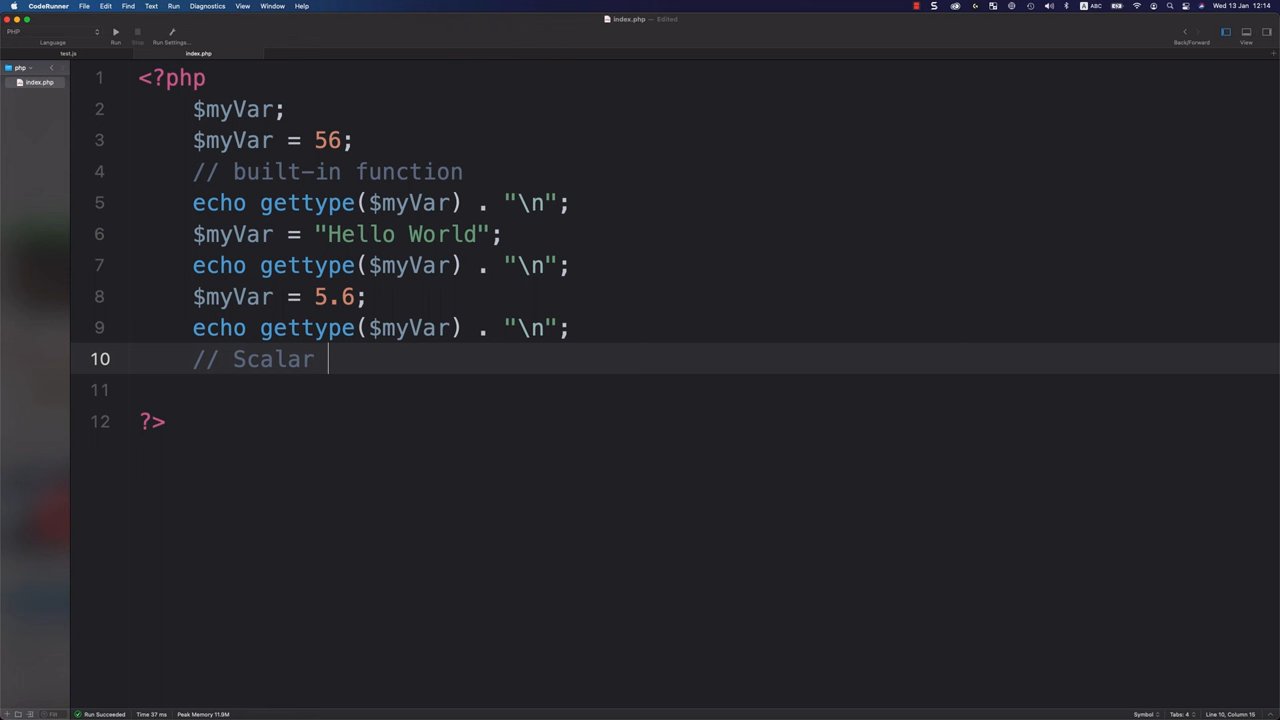 CodeRunner File Edit Find Text Run Diagnostics View Window Help ABC Wed 13 Jan 12:14
index.php — Edited
PHP
Language Run Stop Run Settings... Back/Forward View
test.js index.php
php
index.php
1 <?php
2 $myVar;
3 $myVar = 56;
4 // built-in function
5 echo gettype($myVar) . "\n";
6 $myVar = "Hello World";
7 echo gettype($myVar) . "\n";
8 $myVar = 5.6;
9 echo gettype($myVar) . "\n";
10 // Scalar
11
12 ?>
Run Succeeded Time 37 ms Peak Memory 11.9M Symbol Tabs: 4 Line 10, Column 15